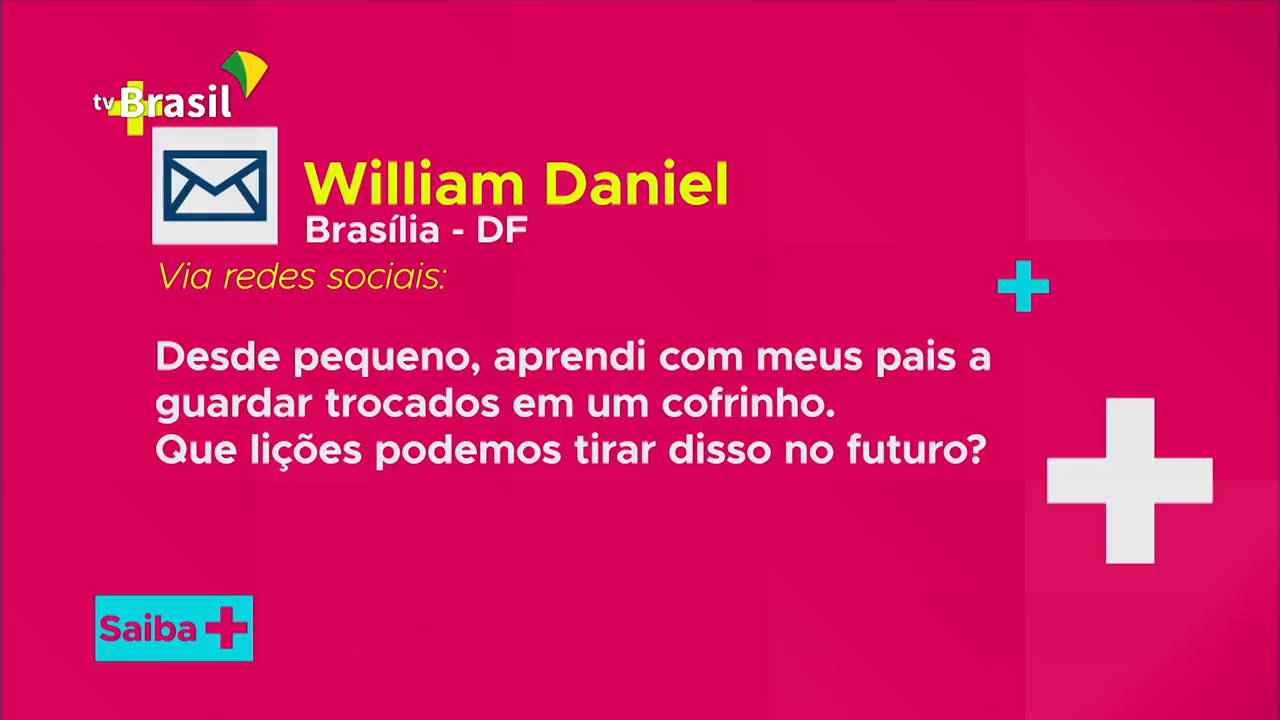 tv Brasil
William Daniel
Brasília - DF
Via redes sociais:
Desde pequeno, aprendi com meus pais a
guardar trocados em um cofrinho.
Que lições podemos tirar disso no futuro?
Saiba+